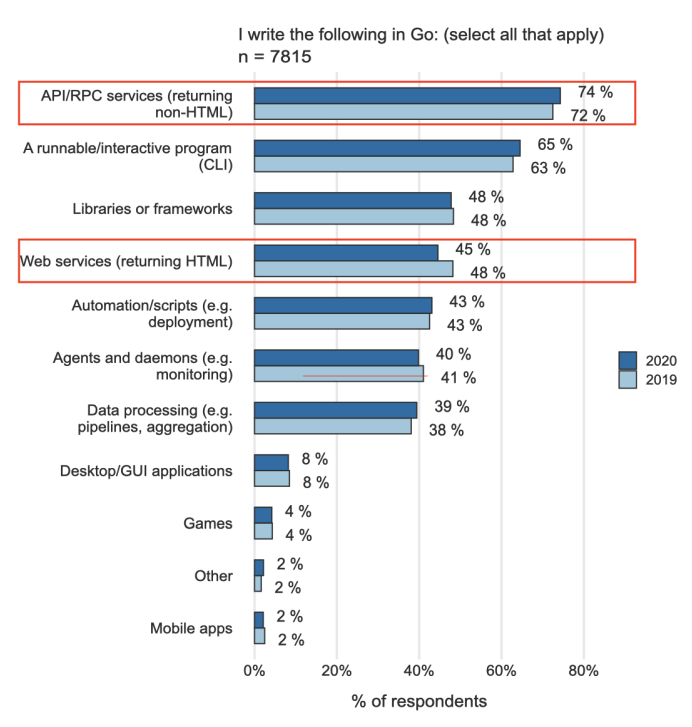 I write the following in Go: (select all that apply)
n = 7815
API/RPC services (returning
non-HTML)
74 %
72 %
A runnable/interactive program
(CLI)
65 %
63 %
Libraries or frameworks
48 %
48 %
Web services (returning HTML)
45 %
48 %
Automation/scripts (e.g.
deployment)
43 %
43 %
Agents and daemons (e.g.
monitoring)
40 %
41 %
2020
2019
Data processing (e.g.
pipelines, aggregation)
39 %
38 %
Desktop/GUI applications
8 %
8 %
Games
4 %
4 %
Other
2 %
2 %
Mobile apps
2 %
2 %
0% 20% 40% 60% 80%
% of respondents